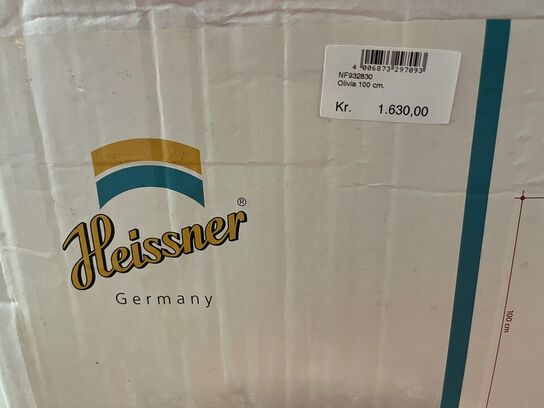 4 006873 297093
NF932830
Olivia 100 cm.
Kr. 1.630,00
Heissner®
Germany
100 cm